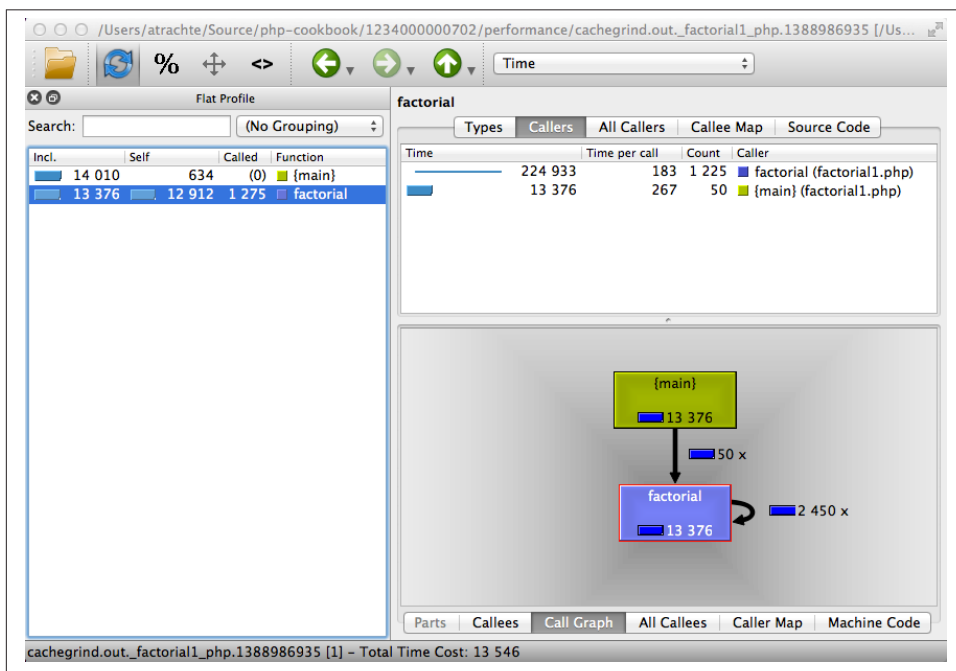 /Users/atrachte/Source/php-cookbook/1234000000702/performance/cachegrind.out._factorial1_php.1388986935 [/Us...
% <> Time
Flat Profile
Search: (No Grouping)
Incl. Self Called Function
14 010 634 (0) {main}
13 376 12 912 1 275 factorial
factorial
Types Callers All Callers Callee Map Source Code
Time Time per call Count Caller
224 933 183 1 225 factorial (factorial1.php)
13 376 267 50 {main} (factorial1.php)
{main}
13 376
50 x
factorial
2 450 x
13 376
Parts Callees Call Graph All Callees Caller Map Machine Code
cachegrind.out._factorial1_php.1388986935 [1] – Total Time Cost: 13 546